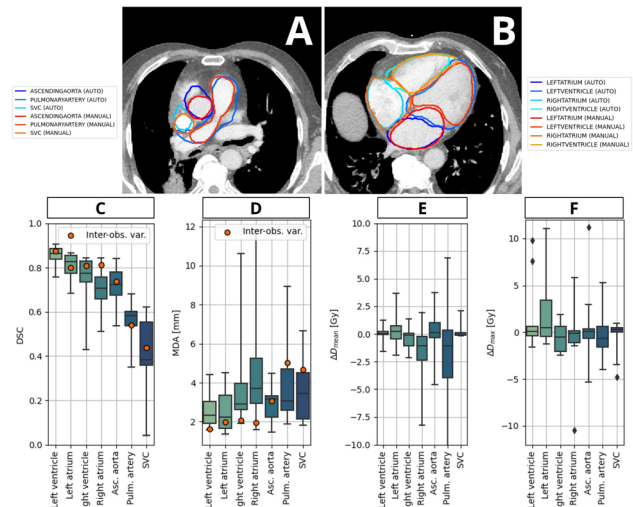 A
B
ASCENDINGAORTA (AUTO)
PULMONARYARTERY (AUTO)
SVC (AUTO)
ASCENDINGAORTA (MANUAL)
PULMONARYARTERY (MANUAL)
SVC (MANUAL)
LEFTATRIUM (AUTO)
LEFTVENTRICLE (AUTO)
RIGHTATRIUM (AUTO)
RIGHTVENTRICLE (AUTO)
LEFTATRIUM (MANUAL)
LEFTVENTRICLE (MANUAL)
RIGHTATRIUM (MANUAL)
RIGHTVENTRICLE (MANUAL)
C
Inter-obs. var.
DSC
1.0
0.8
0.6
0.4
0.2
0.0
Left ventricle
Left atrium
ght ventricle
Right atrium
Asc. aorta
Pulm. artery
SVC
D
Inter-obs. var.
MDA [mm]
12
10
8
6
4
2
Left ventricle
Left atrium
ght ventricle
Right atrium
Asc. aorta
Pulm. artery
SVC
E
ΔDmean [Gy]
10.0
7.5
5.0
2.5
0.0
−2.5
−5.0
−7.5
−10.0
Left ventricle
Left atrium
ght ventricle
Right atrium
Asc. aorta
Pulm. artery
SVC
F
ΔDmax [Gy]
10
5
0
−5
−10
Left ventricle
Left atrium
ght ventricle
Right atrium
Asc. aorta
Pulm. artery
SVC